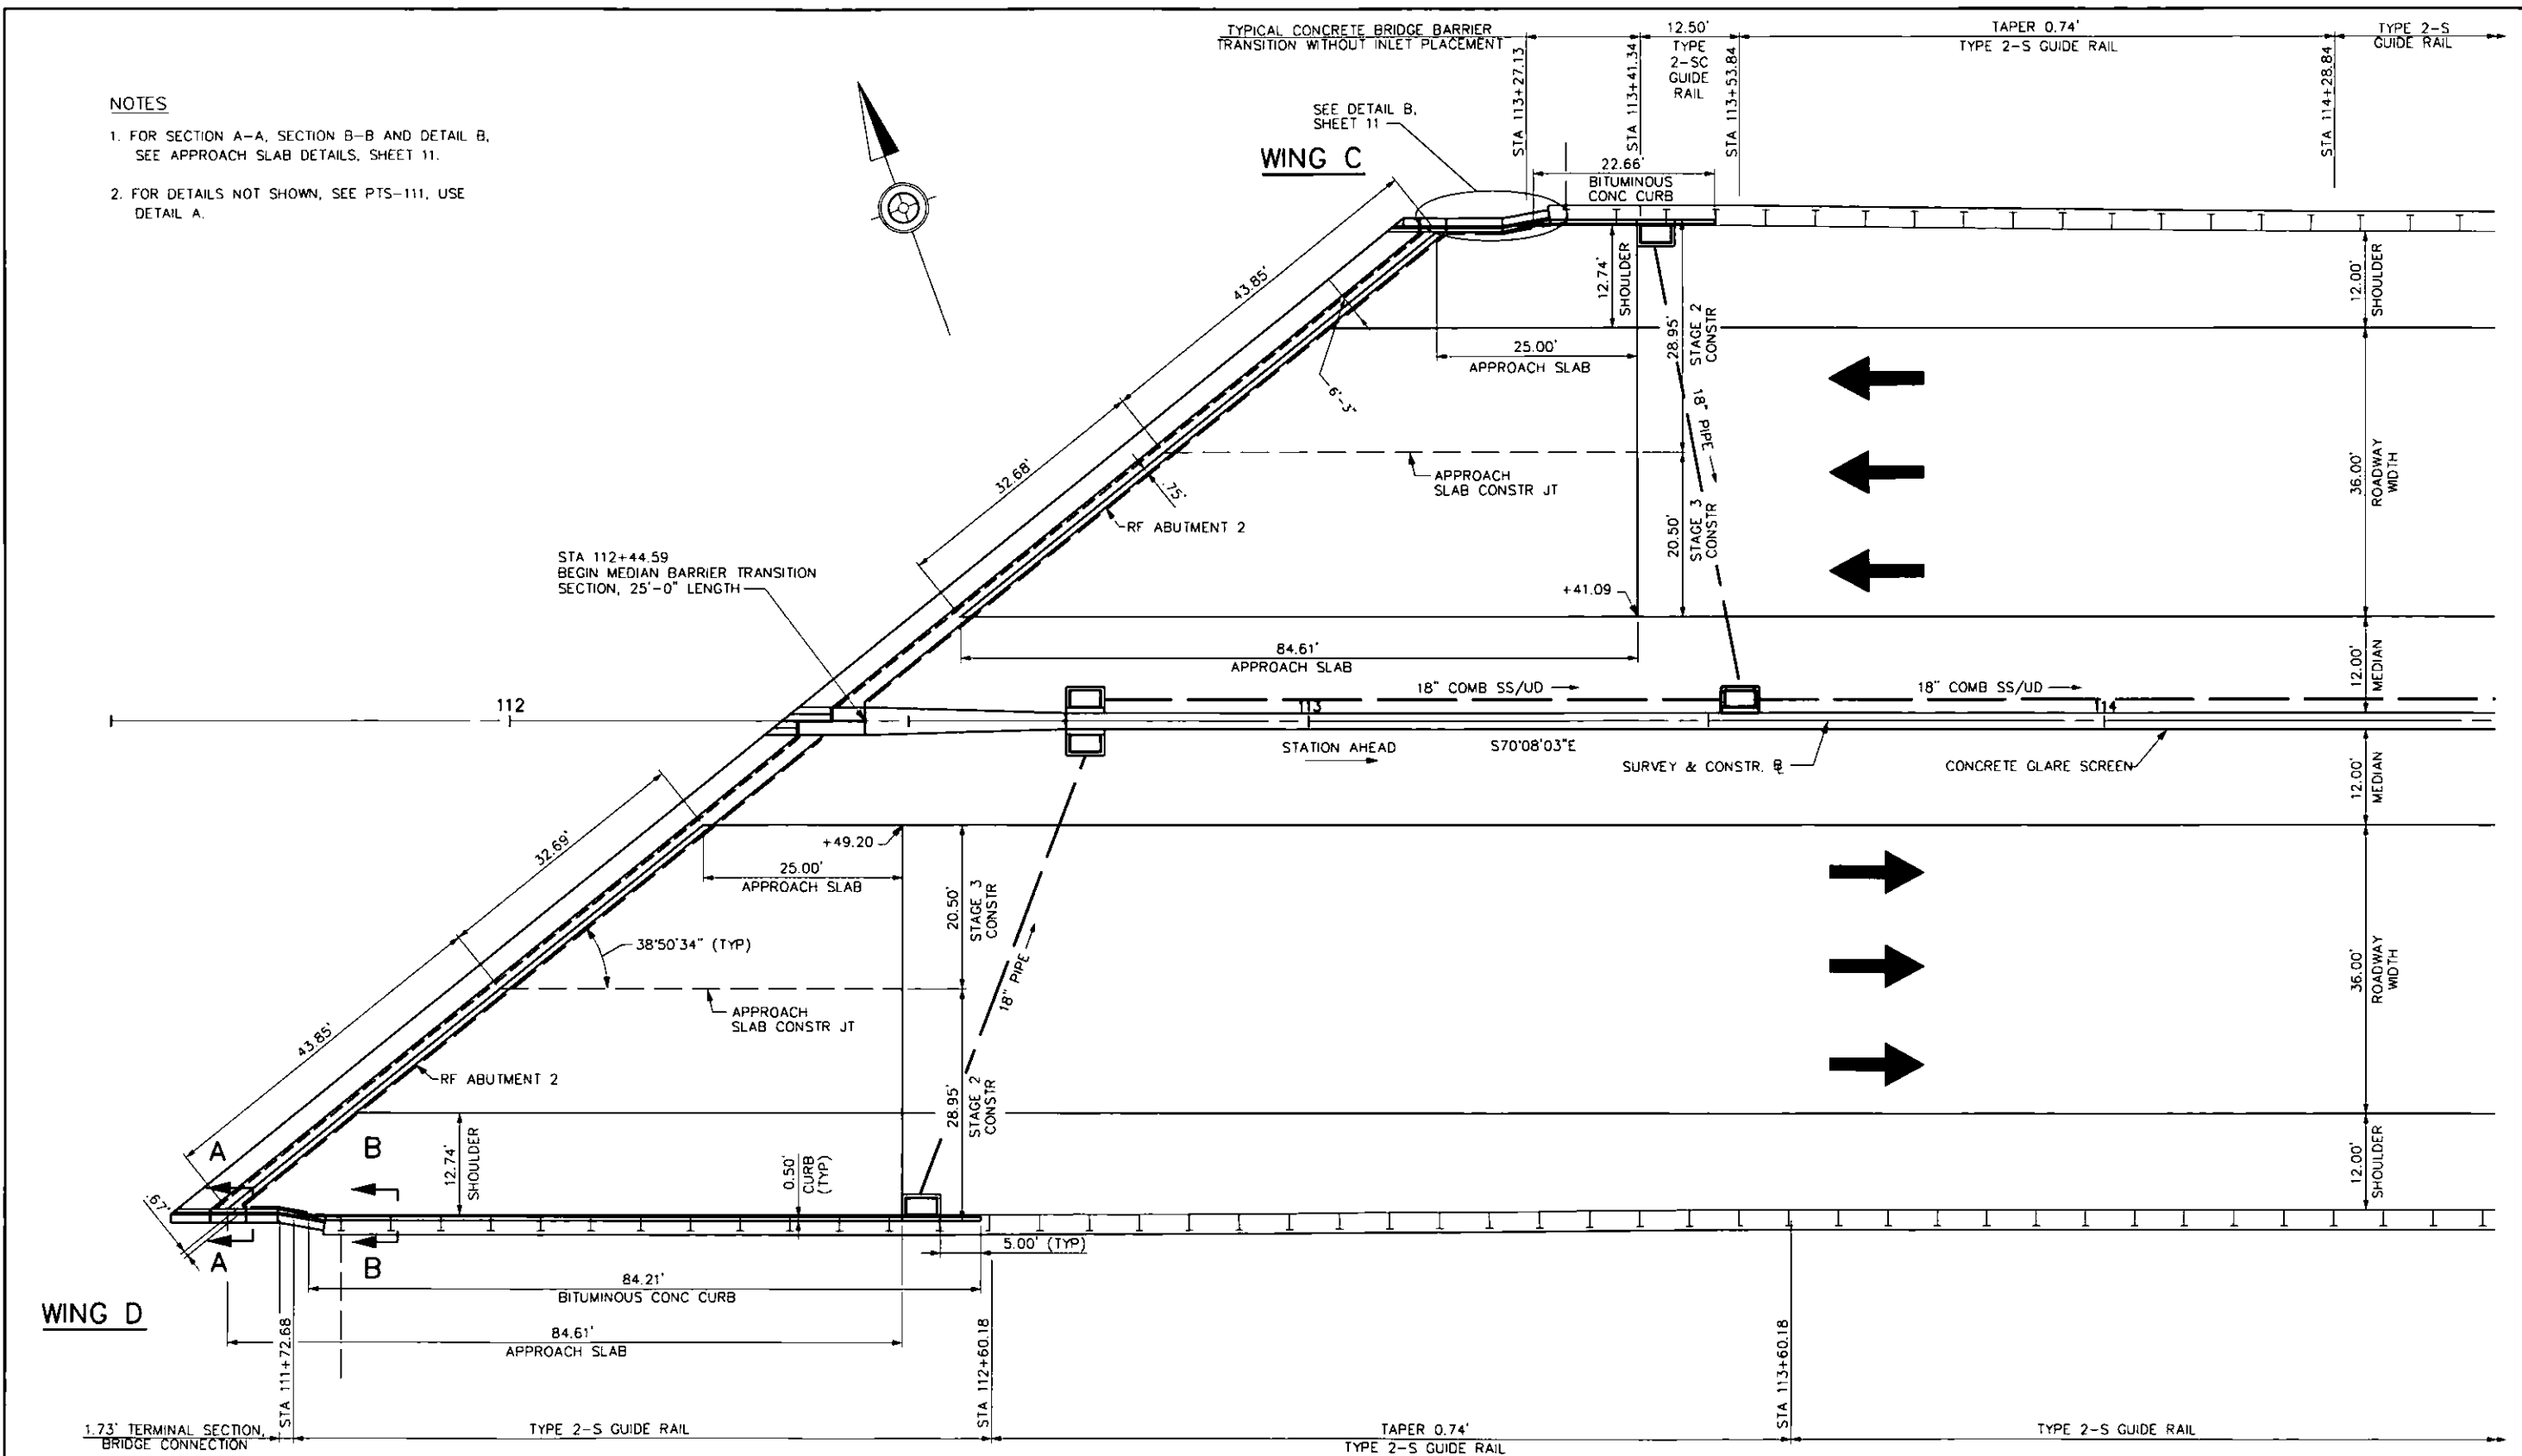 TYPICAL CONCRETE BRIDGE BARRIER
TRANSITION WITHOUT INLET PLACEMENT
STA 113+27.13
STA 113+41.34
12.50'
TYPE
2-SC
GUIDE
RAIL
STA 113+53.84
TAPER 0.74'
TYPE 2-S GUIDE RAIL
STA 114+28.84
TYPE 2-S
GUIDE RAIL
NOTES
1. FOR SECTION A-A, SECTION B-B AND DETAIL B,
SEE APPROACH SLAB DETAILS, SHEET 11.
2. FOR DETAILS NOT SHOWN, SEE PTS-111, USE
DETAIL A.
SEE DETAIL B,
SHEET 11
WING C
22.66'
BITUMINOUS
CONC CURB
43.85'
12.74'
SHOULDER
12.00'
SHOULDER
25.00'
APPROACH SLAB
6'-3"
28.95'
STAGE 2
CONSTR
18" PIPE
32.68'
.75'
APPROACH
SLAB CONSTR JT
RF ABUTMENT 2
20.50'
STAGE 3
CONSTR
36.00'
ROADWAY
WIDTH
STA 112+44.59
BEGIN MEDIAN BARRIER TRANSITION
SECTION, 25'-0" LENGTH
+41.09
84.61'
APPROACH SLAB
12.00'
MEDIAN
18" COMB SS/UD
18" COMB SS/UD
112
113
114
STATION AHEAD
S70°08'03"E
SURVEY & CONSTR. ℄
CONCRETE GLARE SCREEN
12.00'
MEDIAN
32.69'
+49.20
25.00'
APPROACH SLAB
20.50'
STAGE 3
CONSTR
38°50'34" (TYP)
18" PIPE
APPROACH
SLAB CONSTR JT
36.00'
ROADWAY
WIDTH
43.85'
RF ABUTMENT 2
28.95'
STAGE 2
CONSTR
A
B
12.74'
SHOULDER
0.50'
CURB
(TYP)
12.00'
SHOULDER
.67'
A
B
5.00' (TYP)
84.21'
BITUMINOUS CONC CURB
WING D
84.61'
APPROACH SLAB
STA 111+72.68
STA 112+60.18
STA 113+60.18
1.73' TERMINAL SECTION,
BRIDGE CONNECTION
TYPE 2-S GUIDE RAIL
TAPER 0.74'
TYPE 2-S GUIDE RAIL
TYPE 2-S GUIDE RAIL